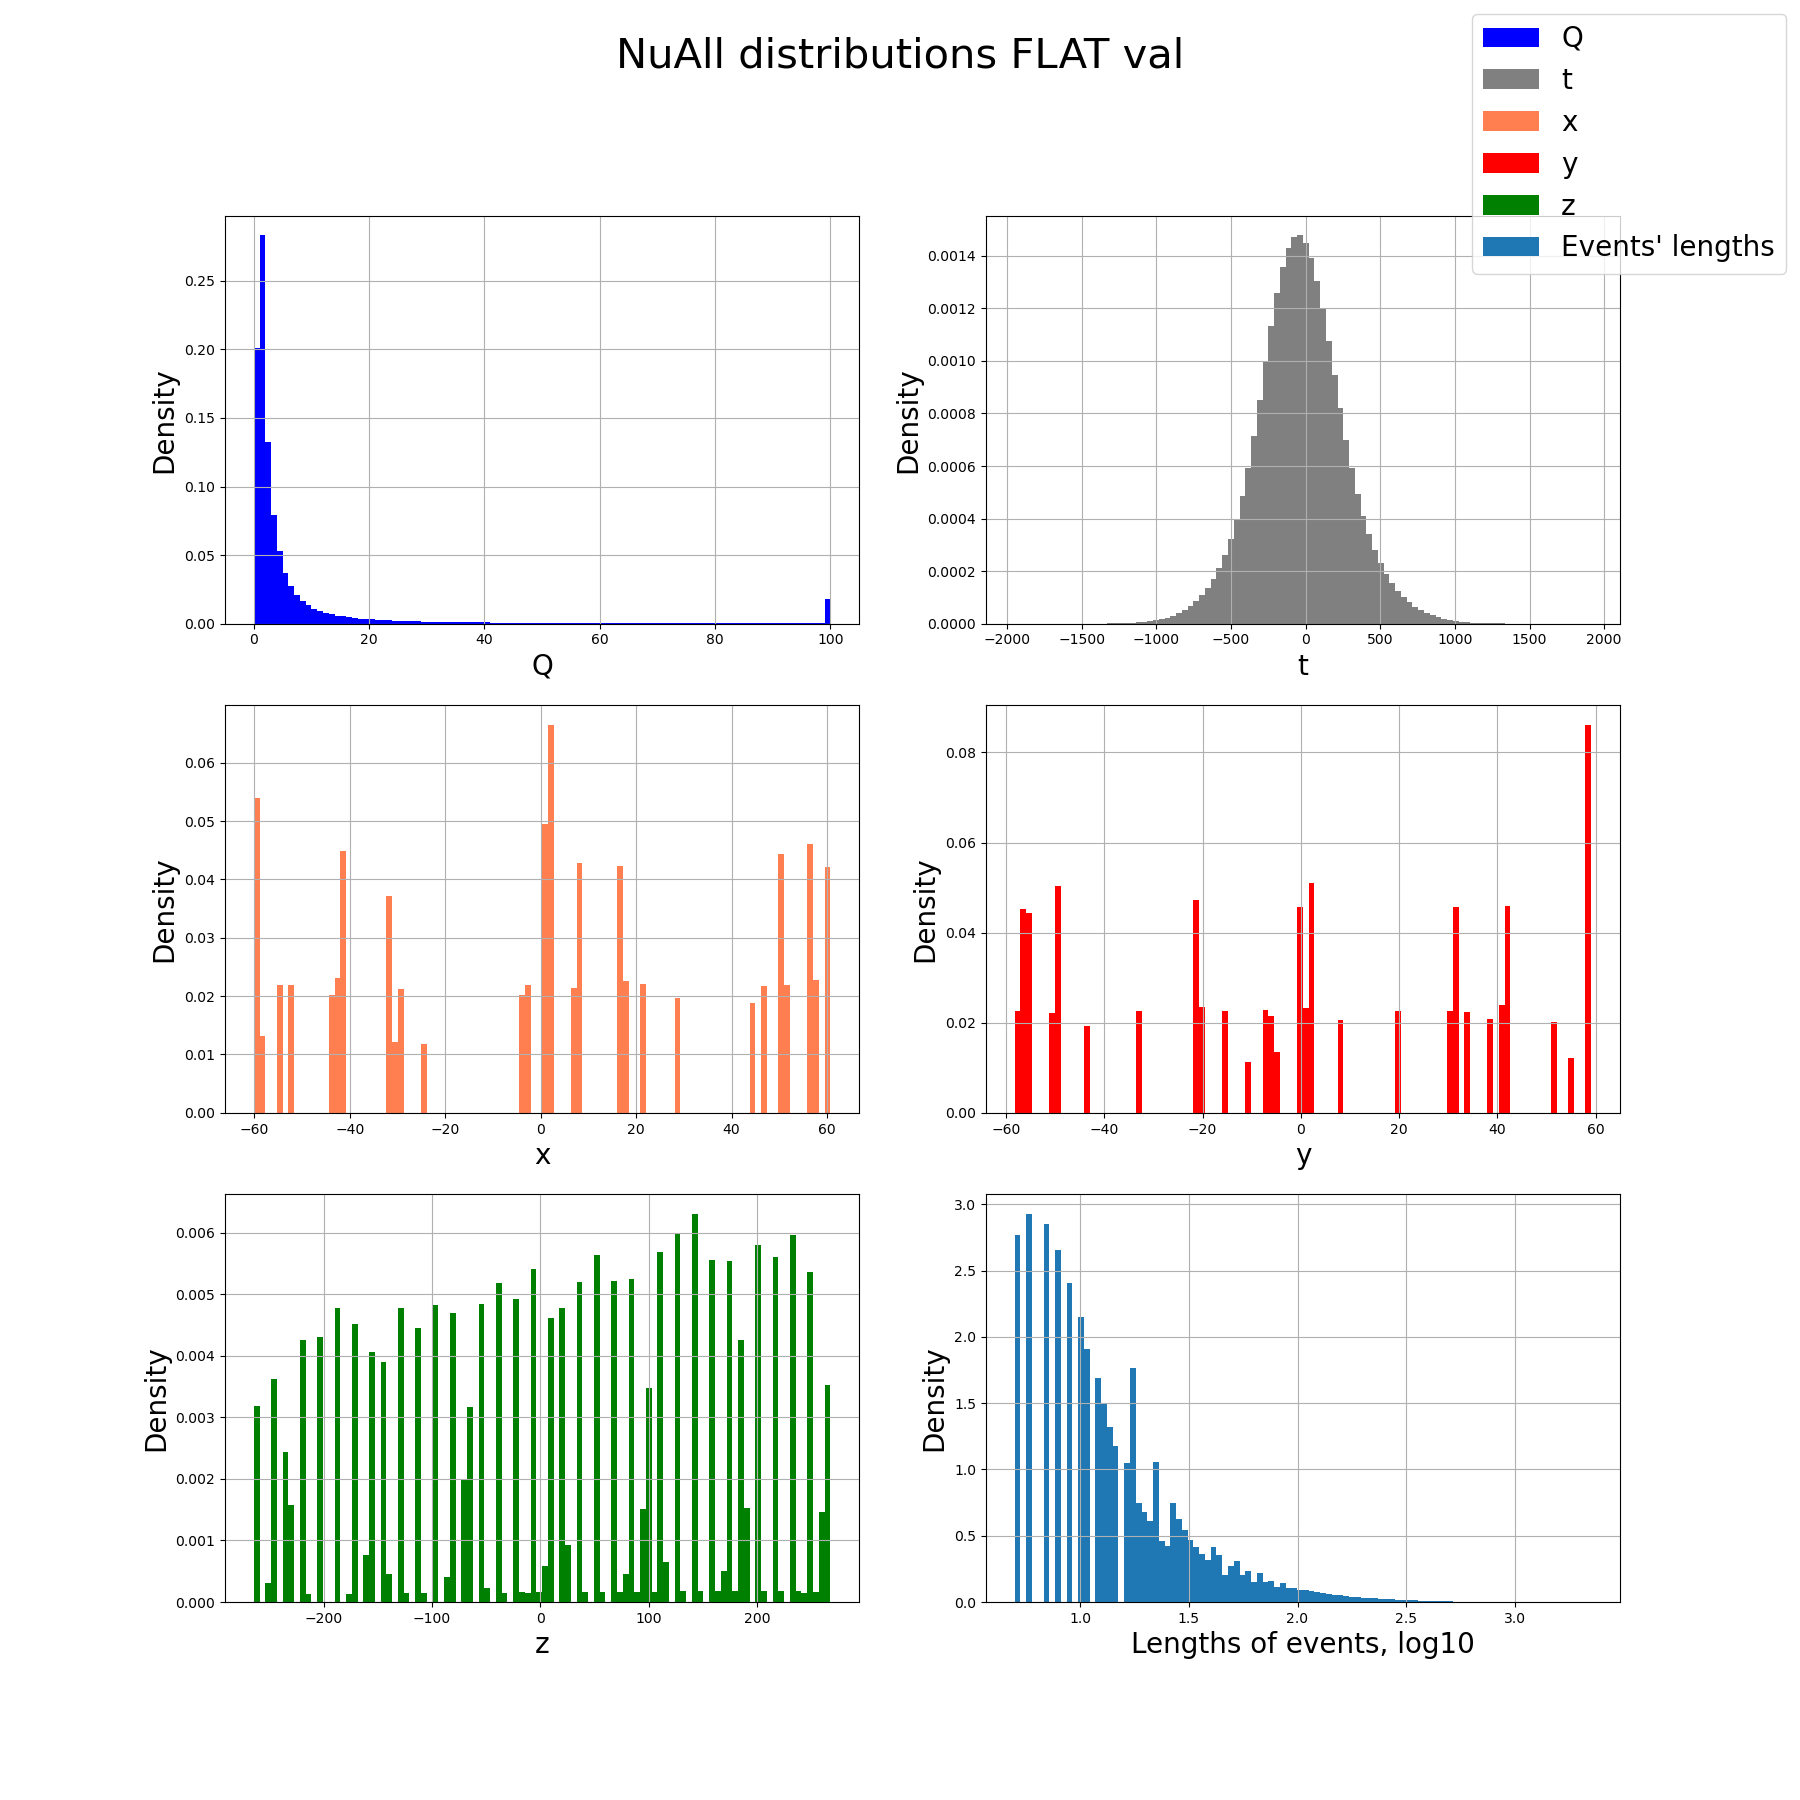 NuAll distributions FLAT val
Q
t
x
y
z
Events' lengths
Density
0.25
0.20
0.15
0.10
0.05
0.00
0 20 40 60 80 100
Q
Density
0.0014
0.0012
0.0010
0.0008
0.0006
0.0004
0.0002
0.0000
−2000 −1500 −1000 −500 0 500 1000 1500 2000
t
Density
0.06
0.05
0.04
0.03
0.02
0.01
0.00
−60 −40 −20 0 20 40 60
x
Density
0.08
0.06
0.04
0.02
0.00
−60 −40 −20 0 20 40 60
y
Density
0.006
0.005
0.004
0.003
0.002
0.001
0.000
−200 −100 0 100 200
z
Density
3.0
2.5
2.0
1.5
1.0
0.5
0.0
1.0 1.5 2.0 2.5 3.0
Lengths of events, log10